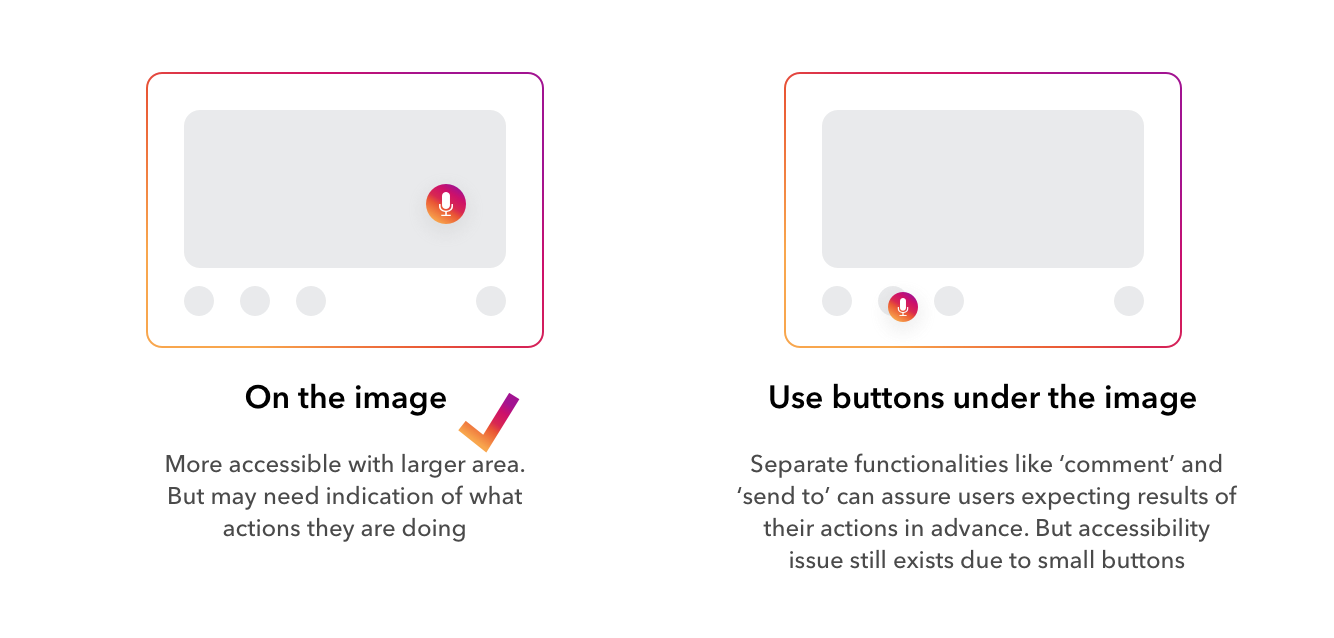 On the image
More accessible with larger area.
But may need indication of what
actions they are doing
Use buttons under the image
Separate functionalities like ‘comment’ and
‘send to’ can assure users expecting results of
their actions in advance. But accessibility
issue still exists due to small buttons